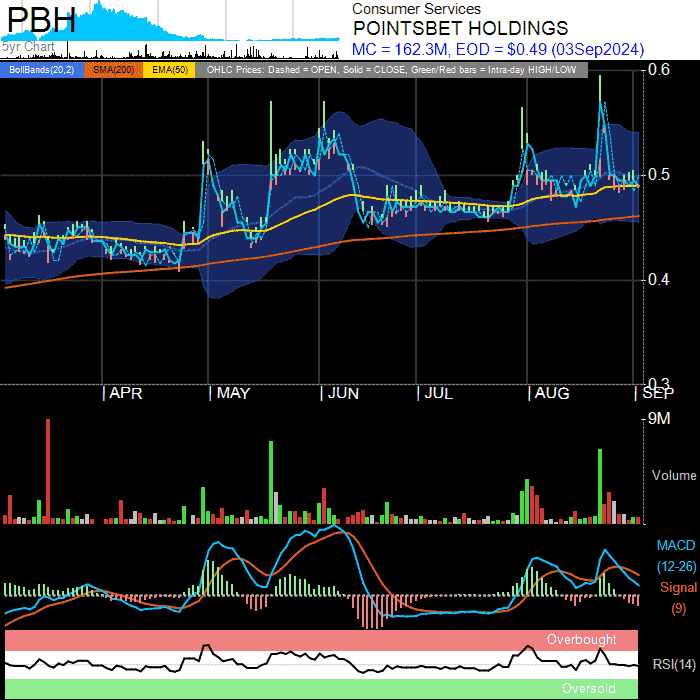 PBH
5yr Chart
Consumer Services
POINTSBET HOLDINGS
MC = 162.3M, EOD = $0.49 (03Sep2024)
BollBands(20,2) SMA(200) EMA(50) OHLC Prices: Dashed = OPEN, Solid = CLOSE, Green/Red bars = Intra-day HIGH/LOW
0.6
0.5
0.4
0.3
APR MAY JUN JUL AUG SEP
9M
Volume
MACD
(12-26)
Signal
(9)
Overbought
RSI(14)
Oversold